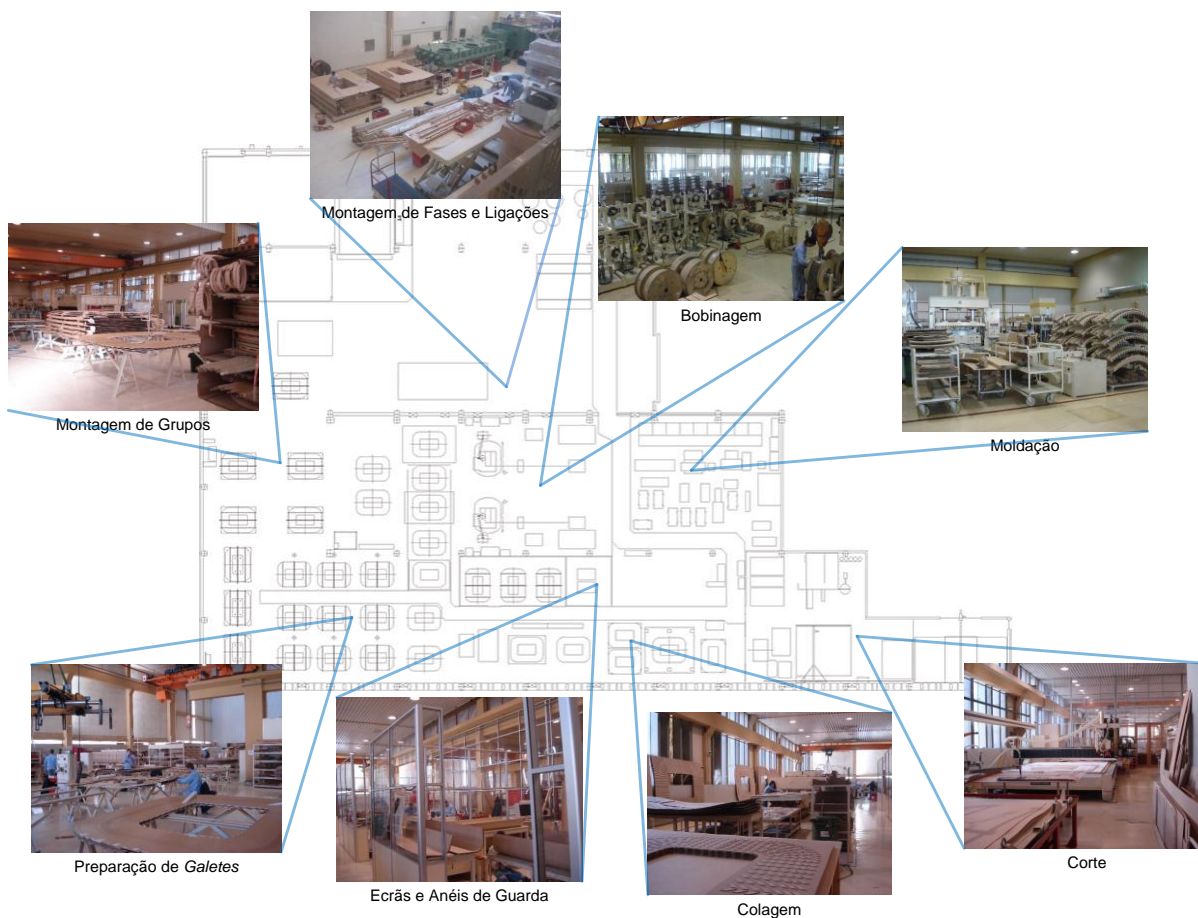 Montagem de Fases e Ligações
Bobinagem
Montagem de Grupos
Moldação
Preparação de Galetes
Ecrãs e Anéis de Guarda
Colagem
Corte